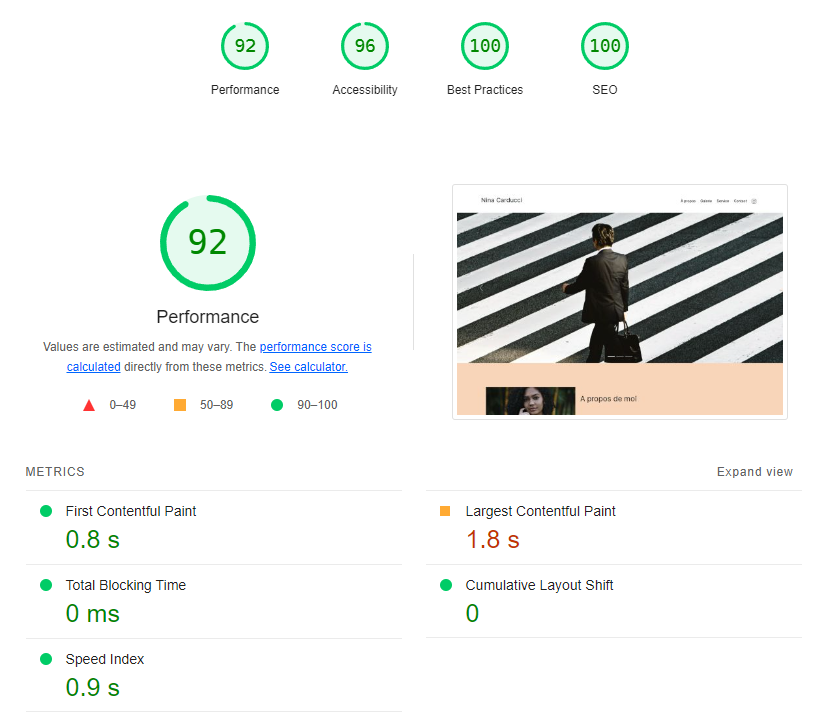 92 96 100 100
Performance Accessibility Best Practices SEO
92
Performance
Values are estimated and may vary. The performance score is
calculated directly from these metrics. See calculator.
0–49 50–89 90–100
Nina Carducci
À propos Galerie Service Contact
À propos de moi
METRICS
Expand view
First Contentful Paint
0.8 s
Largest Contentful Paint
1.8 s
Total Blocking Time
0 ms
Cumulative Layout Shift
0
Speed Index
0.9 s